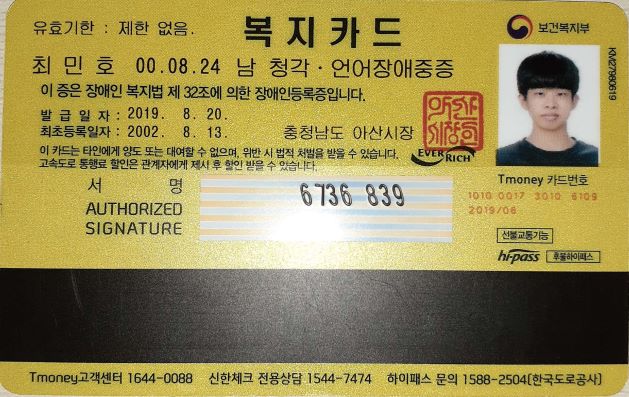 유효기한 : 제한 없음.
복지카드
보건복지부
최 민 호 00. 08. 24 남 청각 · 언어장애중증
이 증은 장애인 복지법 제 32조에 의한 장애인등록증입니다.
발 급 일 자 : 2019. 8. 20.
최초등록일자 : 2002. 8. 13.
충청남도 아산시장
이 카드는 타인에게 양도 또는 대여할 수 없으며, 위반 시 법적 처벌을 받을 수 있습니다.
고속도로 통행료 할인은 관계자에게 제시 후 할인 받을 수 있습니다.
EVER RICH
KM27980619
Tmoney 카드번호
1010 0017 3010 6109
2019/06
서 명
AUTHORIZED
SIGNATURE
6736 839
선불교통기능
hi-pass 후불하이패스
Tmoney고객센터 1644-0088 신한체크 전용상담 1544-7474 하이패스 문의 1588-2504(한국도로공사)